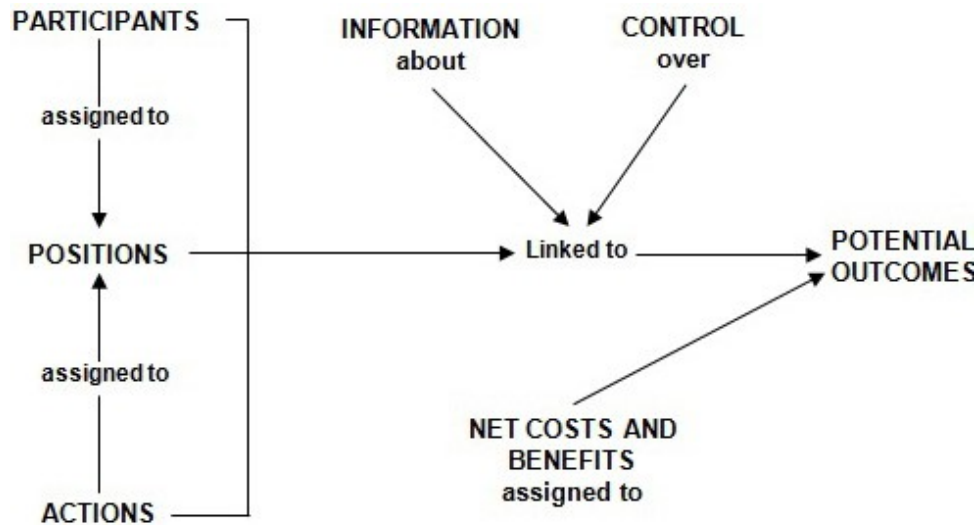 PARTICIPANTS
INFORMATION
about
CONTROL
over
assigned to
POSITIONS
Linked to
POTENTIAL
OUTCOMES
assigned to
NET COSTS AND
BENEFITS
assigned to
ACTIONS